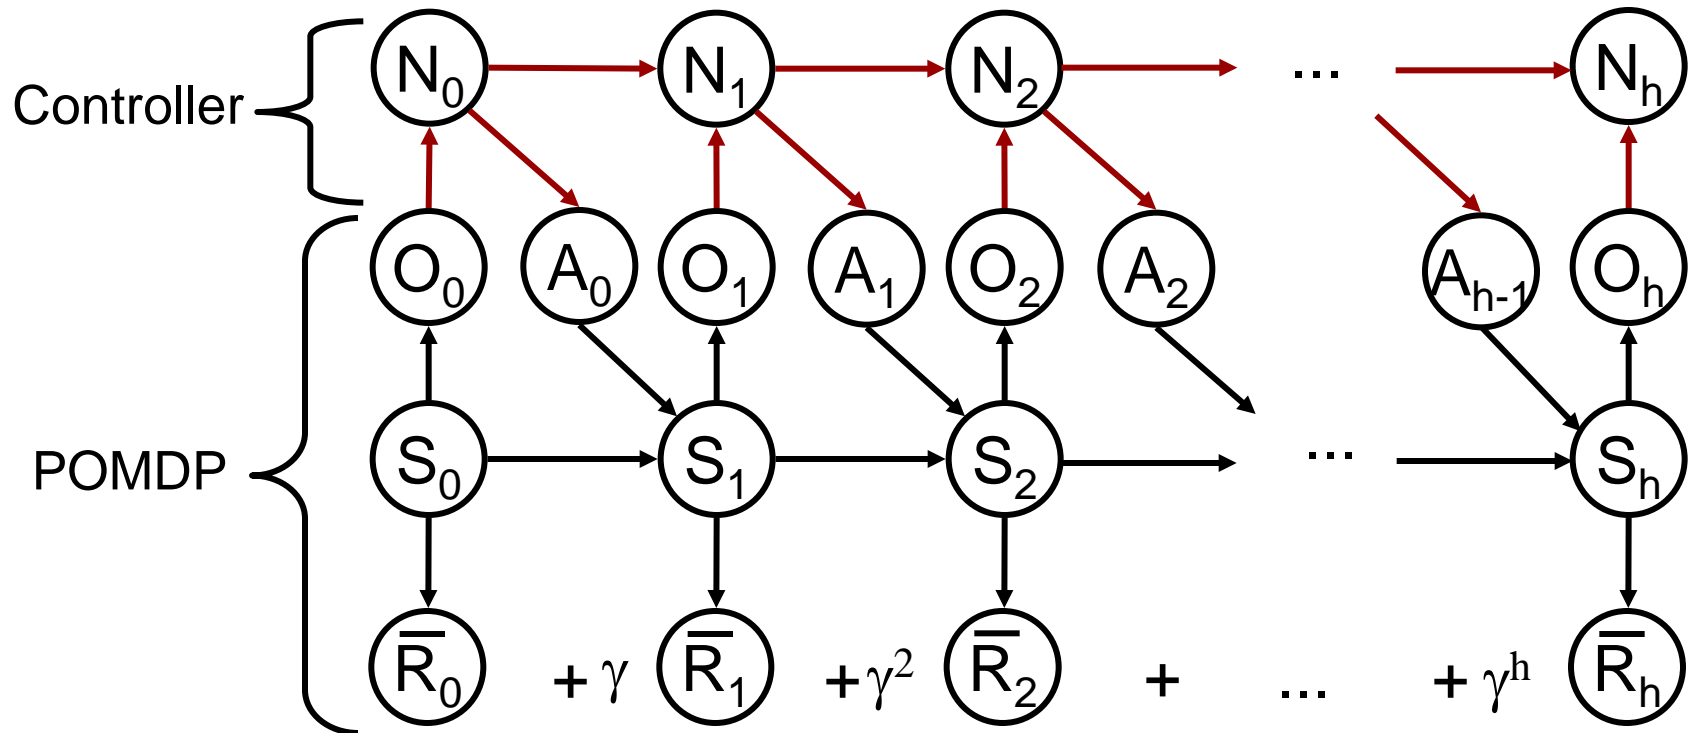 Controller
N₀ N₁ N₂ ... Nₕ
O₀ A₀ O₁ A₁ O₂ A₂ Aₕ₋₁ Oₕ
POMDP
S₀ S₁ S₂ ... Sₕ
R̅₀ + γ R̅₁ + γ² R̅₂ + ... + γʰ R̅ₕ